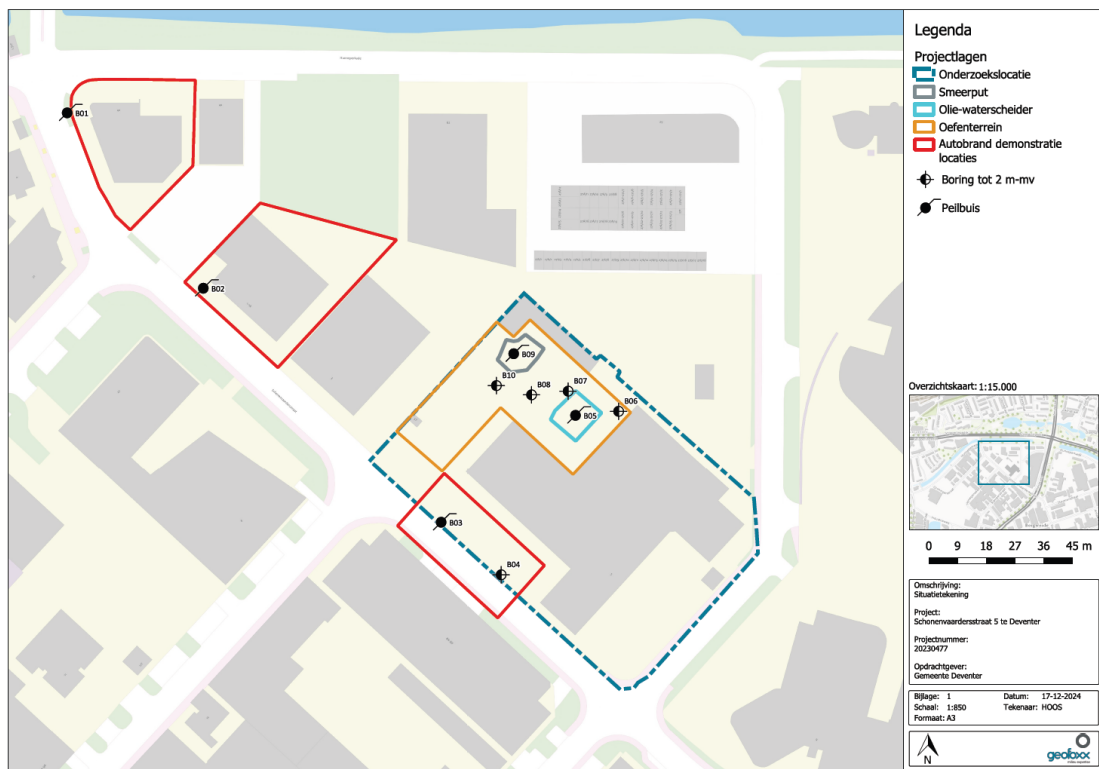 Legenda
Projectlagen
Onderzoekslocatie
Smeerput
Olie-waterscheider
Oefenterrein
Autobrand demonstratie
locaties
Boring tot 2 m-mv
Peilbuis
B01
B02
B09
B10
B08
B07
B06
B05
B03
B04
Overzichtskaart: 1:15.000
0 9 18 27 36 45 m
Omschrijving:
Situatietekening
Project:
Schonenvaardersstraat 5 te Deventer
Projectnummer:
20230477
Opdrachtgever:
Gemeente Deventer
Bijlage: 1 Datum: 17-12-2024
Schaal: 1:850 Tekenaar: HOOS
Formaat: A3
N
geofoxx